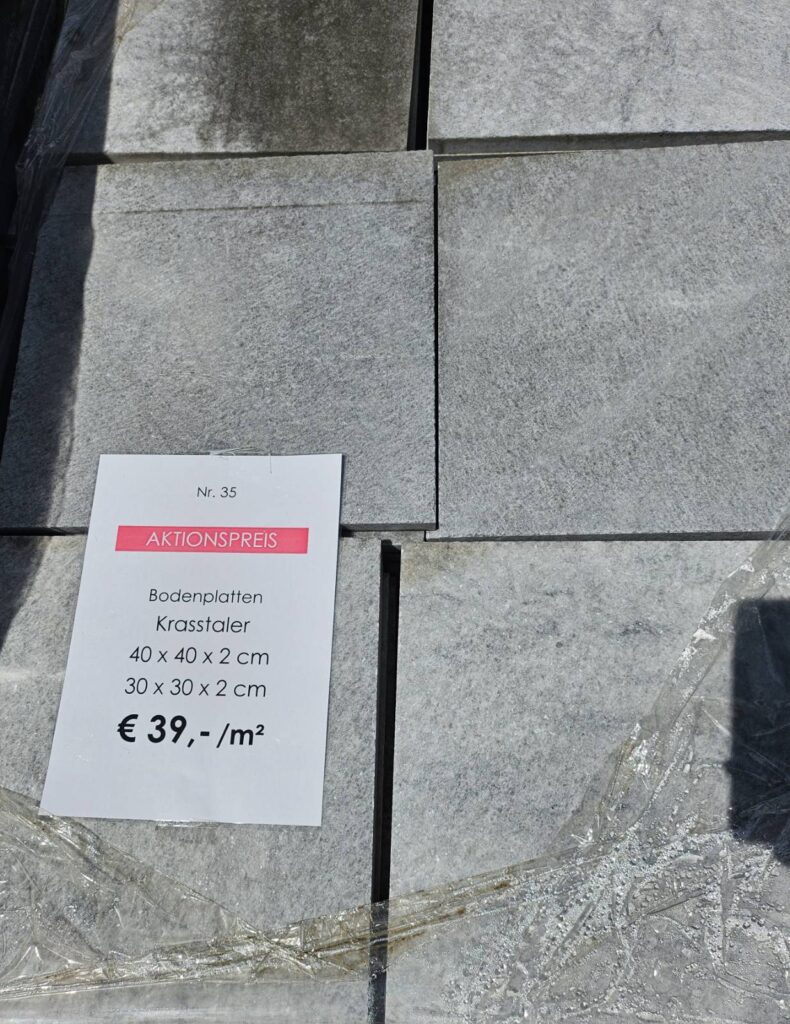 Nr. 35
AKTIONSPREIS
Bodenplatten
Krasstaler
40 x 40 x 2 cm
30 x 30 x 2 cm
€ 39,- /m²